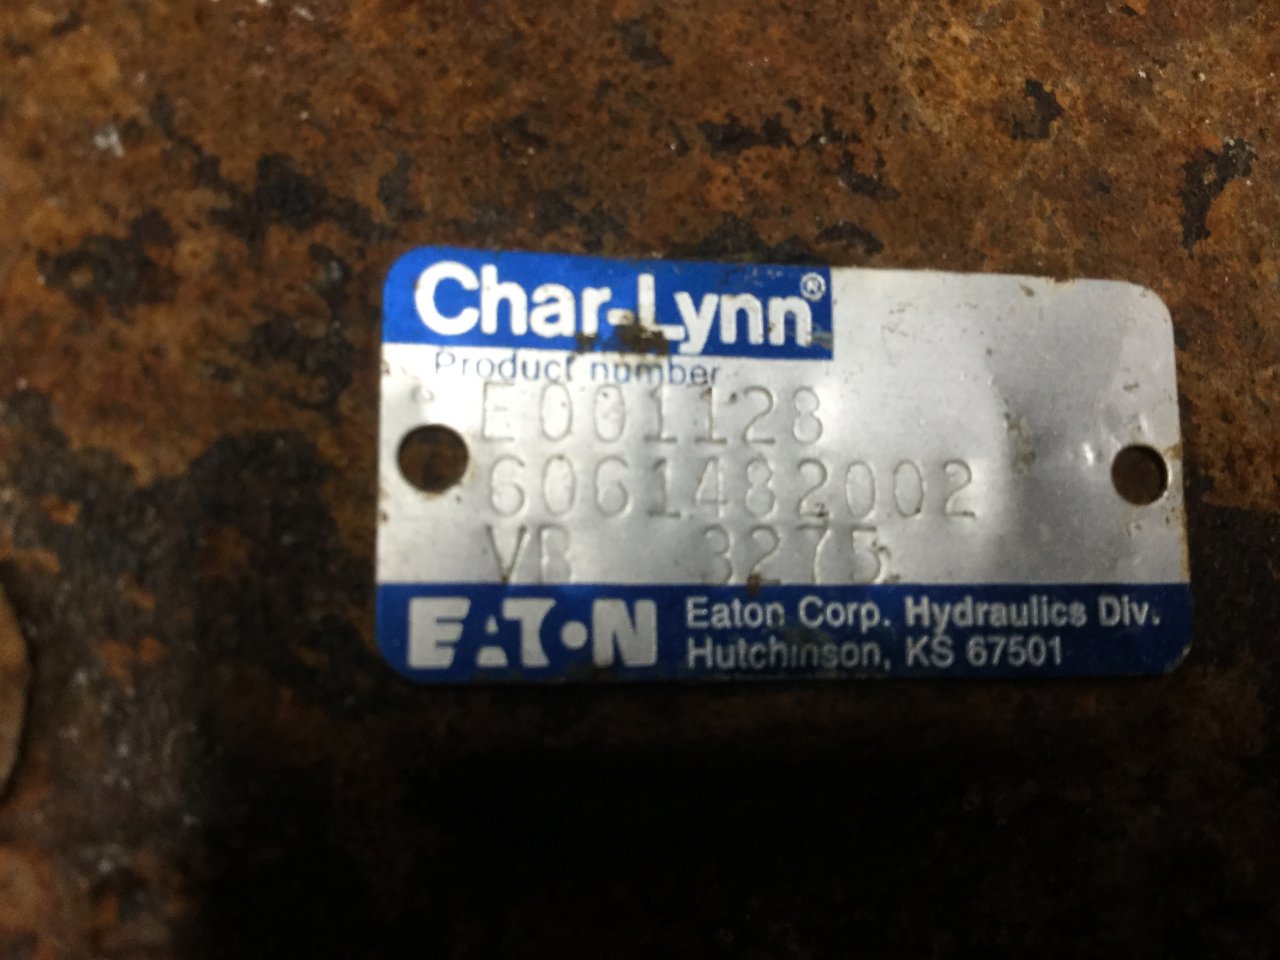 Char-Lynn®
Product number
E001128
6061482002
VB 3275
EATON Eaton Corp. Hydraulics Div.
Hutchinson, KS 67501